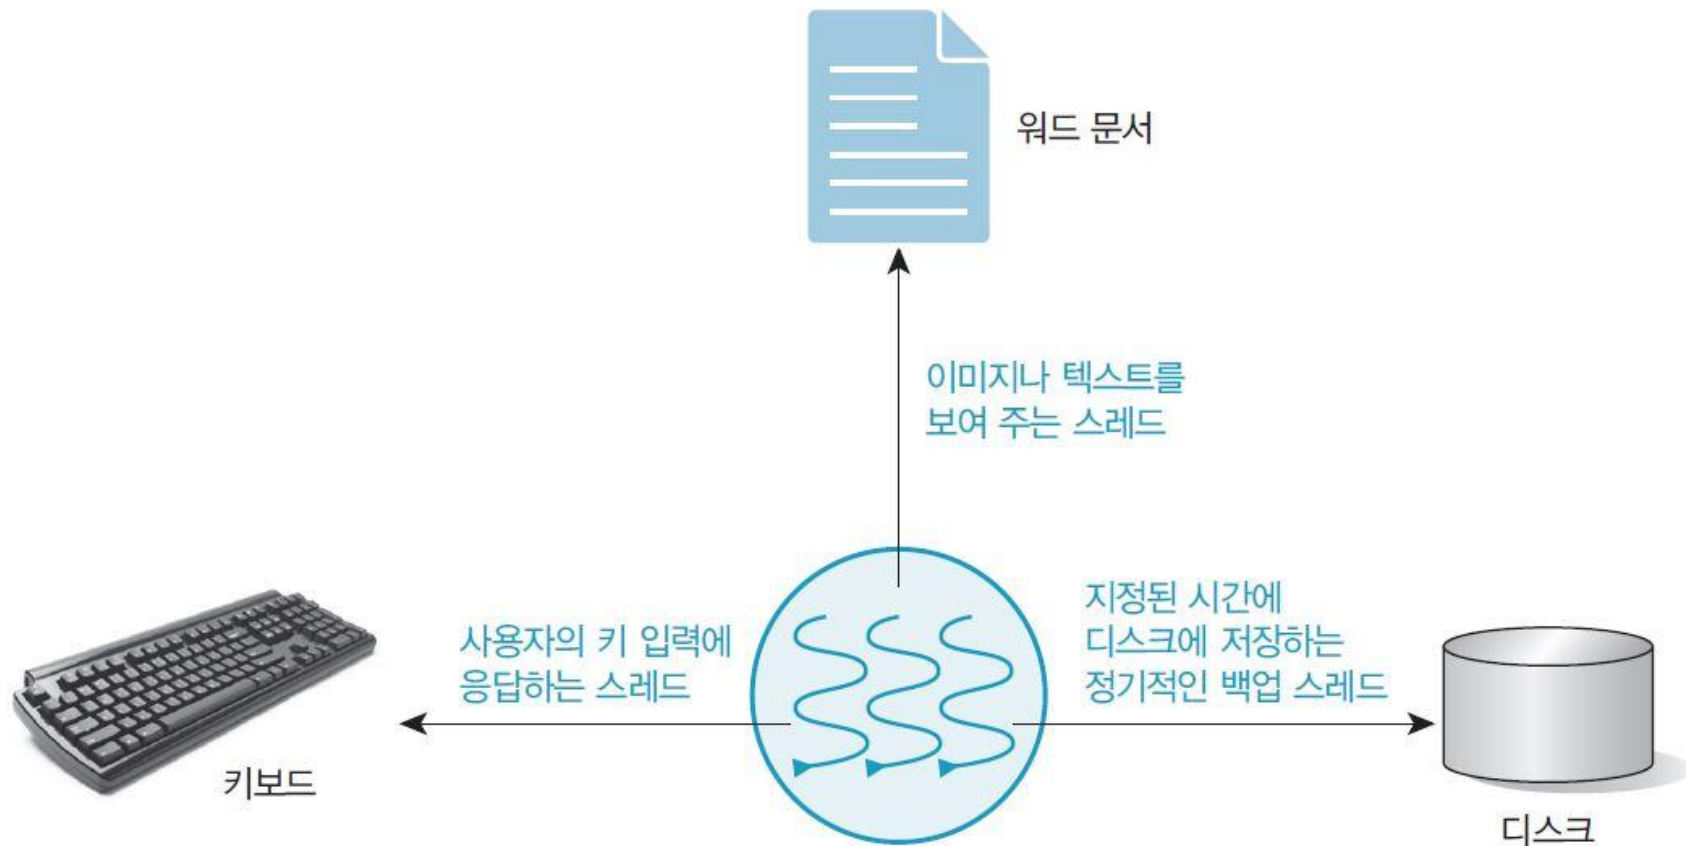 워드 문서
이미지나 텍스트를
보여 주는 스레드
사용자의 키 입력에
응답하는 스레드
지정된 시간에
디스크에 저장하는
정기적인 백업 스레드
키보드
디스크